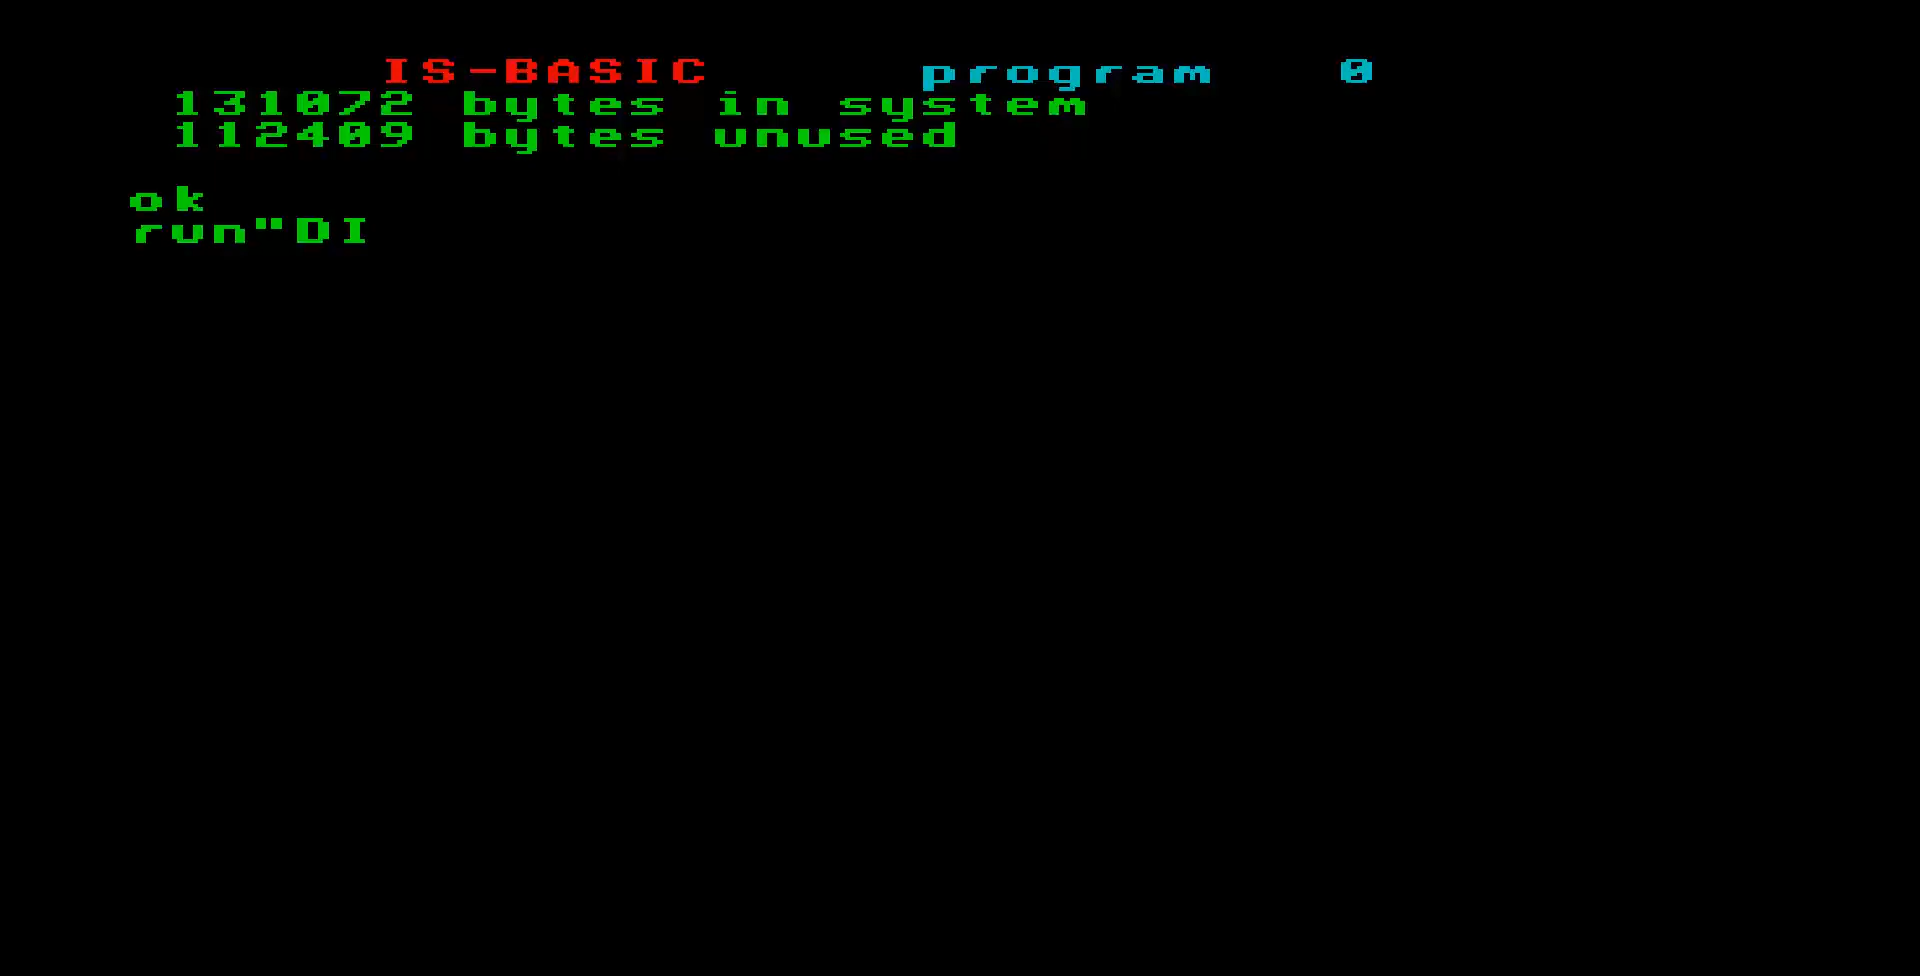 IS-BASIC program 0
131072 bytes in system
112409 bytes unused
ok
run"DI